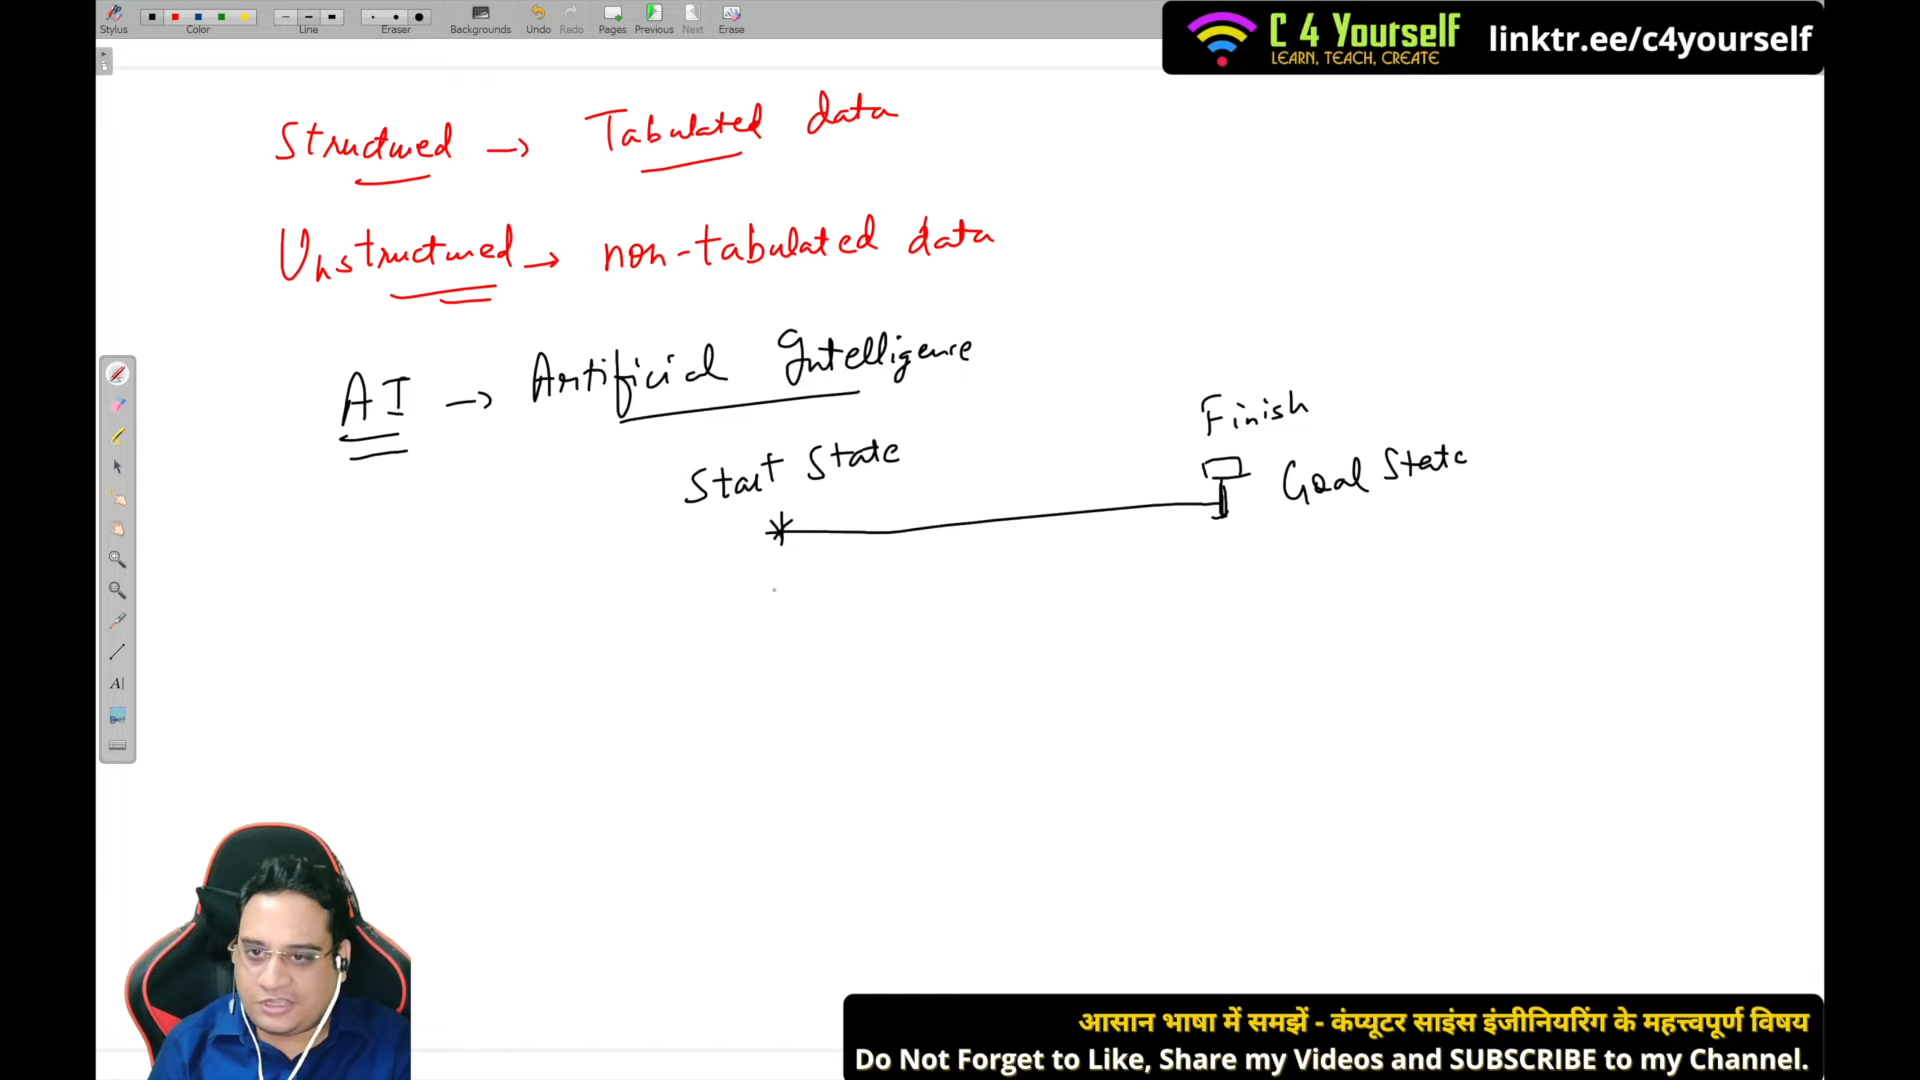 Stylus
Color
Line
Eraser
Backgrounds
Undo
Redo
Pages
Previous
Next
Erase
C 4 Yourself
LEARN, TEACH, CREATE
linktr.ee/c4yourself
Structured → Tabulated data
Unstructured → non-tabulated data
AI → Artificial Intelligence
Finish
Start State
Goal State
आसान भाषा में समझें - कंप्यूटर साइंस इंजीनियरिंग के महत्त्वपूर्ण विषय
Do Not Forget to Like, Share my Videos and SUBSCRIBE to my Channel.